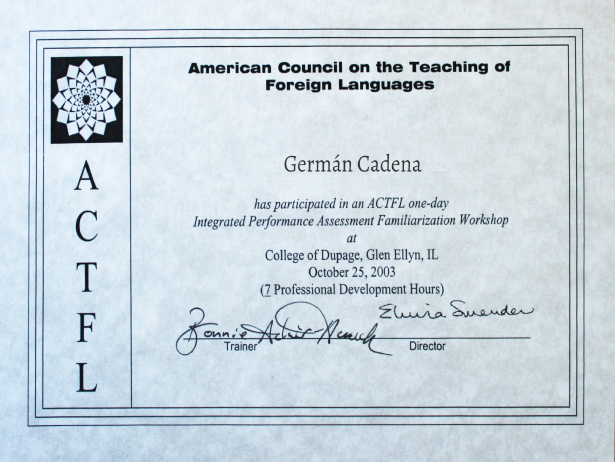 American Council on the Teaching of
Foreign Languages
A
C
T
F
L
Germán Cadena
has participated in an ACTFL one-day
Integrated Performance Assessment Familiarization Workshop
at
College of Dupage, Glen Ellyn, IL
October 25, 2003
(7 Professional Development Hours)
Bonnie Elvira Swender
Trainer Director